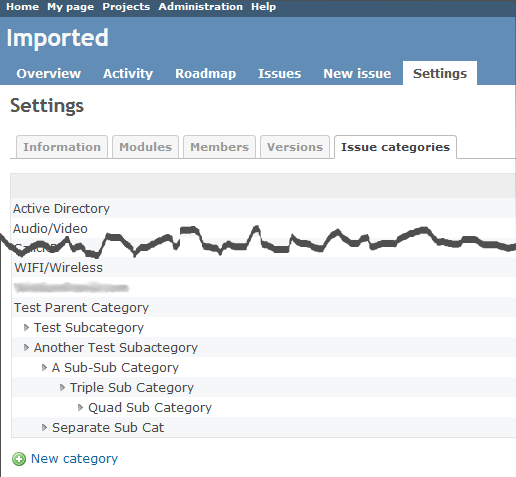 Home My page Projects Administration Help
Imported
Overview Activity Roadmap Issues New issue Settings
Settings
Information Modules Members Versions Issue categories
Active Directory
Audio/Video
WIFI/Wireless
Test Parent Category
Test Subcategory
Another Test Subactegory
A Sub-Sub Category
Triple Sub Category
Quad Sub Category
Separate Sub Cat
New category